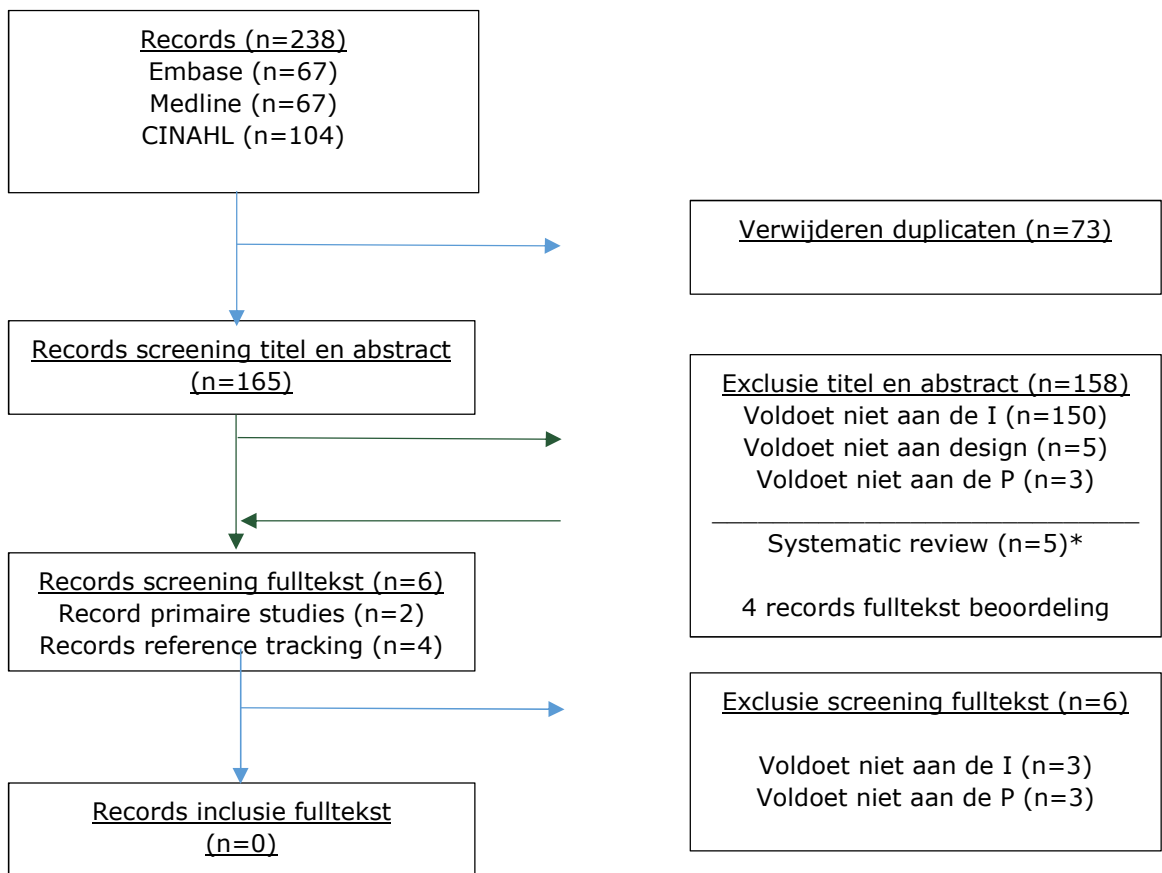 Records (n=238)
Embase (n=67)
Medline (n=67)
CINAHL (n=104)
Verwijderen duplicaten (n=73)
Records screening titel en abstract
(n=165)
Exclusie titel en abstract (n=158)
Voldoet niet aan de I (n=150)
Voldoet niet aan design (n=5)
Voldoet niet aan de P (n=3)
Systematic review (n=5)*
4 records fulltekst beoordeling
Records screening fulltekst (n=6)
Record primaire studies (n=2)
Records reference tracking (n=4)
Exclusie screening fulltekst (n=6)
Voldoet niet aan de I (n=3)
Voldoet niet aan de P (n=3)
Records inclusie fulltekst
(n=0)